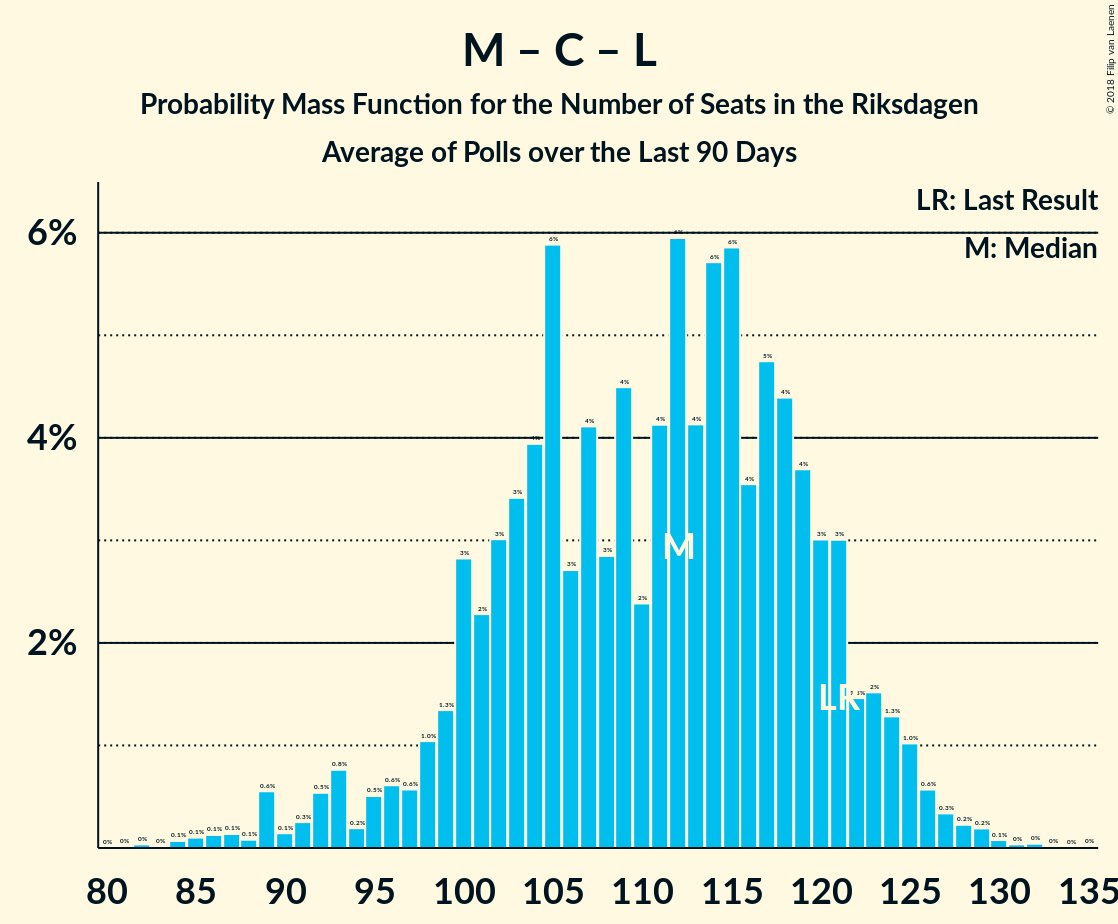 M – C – L
Probability Mass Function for the Number of Seats in the Riksdagen
Average of Polls over the Last 90 Days
© 2018 Filip van Laenen
LR: Last Result
M: Median
6%
4%
2%
0% 0% 0% 0% 0.1% 0.1% 0.1% 0.1% 0.1% 0.6% 0.1% 0.3% 0.5% 0.8% 0.2% 0.5% 0.6% 0.6% 1.0% 1.3% 3% 2% 3% 3% 4% 6% 3% 4% 3% 4% 2% 4% 6% 4% 6% 6% 4% 5% 4% 4% 3% 3% 2% 1.3% 1.0% 0.6% 0.3% 0.2% 0.2% 0.1% 0% 0% 0% 0% 0%
M
LR
80 85 90 95 100 105 110 115 120 125 130 135